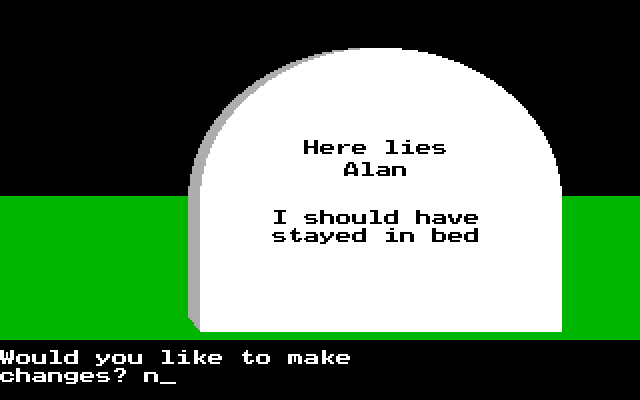 Here lies
Alan
I should have
stayed in bed
Would you like to make
changes? n_